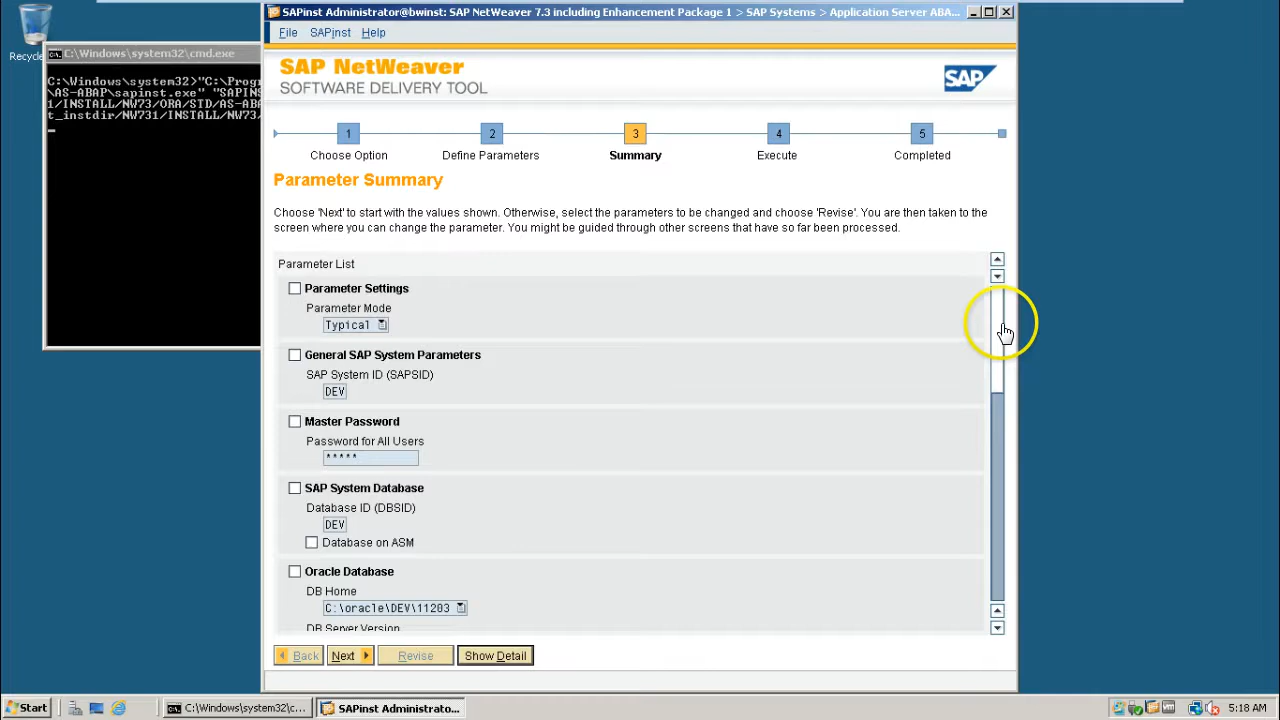 SAPinst Administrator@bwinst: SAP NetWeaver 7.3 including Enhancement Package 1 > SAP Systems > Application Server ABA...
File SAPinst Help
Recycle
C:\Windows\system32\cmd.exe
C:\Windows\system32>"C:\Progr
\AS-ABAP\sapinst.exe" "SAPINS
1/INSTALL/NW73/ORA/SID/AS-ABA
t_instdir/NW731/INSTALL/NW73/
SAP NetWeaver
SOFTWARE DELIVERY TOOL
SAP
1 2 3 4 5
Choose Option Define Parameters Summary Execute Completed
Parameter Summary
Choose 'Next' to start with the values shown. Otherwise, select the parameters to be changed and choose 'Revise'. You are then taken to the
screen where you can change the parameter. You might be guided through other screens that have so far been processed.
Parameter List
Parameter Settings
Parameter Mode
Typical
General SAP System Parameters
SAP System ID (SAPSID)
DEV
Master Password
Password for All Users
*****
SAP System Database
Database ID (DBSID)
DEV
Database on ASM
Oracle Database
DB Home
C:\oracle\DEV\11203
DB Server Version
Back Next Revise Show Detail
Start C:\Windows\system32\c... SAPinst Administrato... 5:18 AM